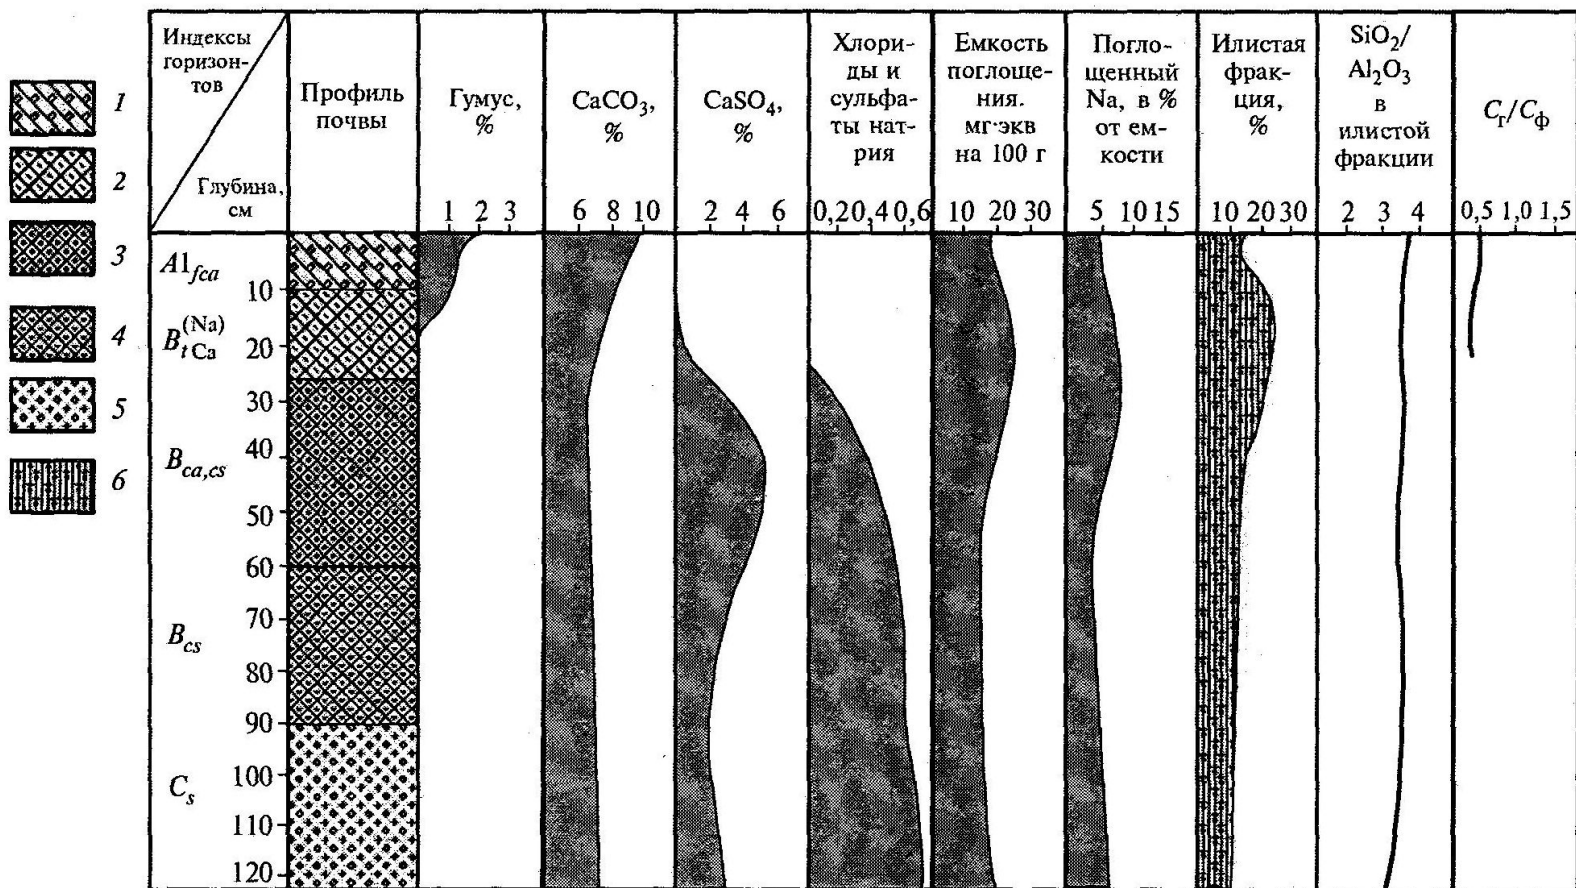 1
2
3
4
5
6
Индексы
горизон-
тов
Глубина,
см
Профиль
почвы
Гумус,
%
1 2 3
CaCO₃,
%
6 8 10
CaSO₄,
%
2 4 6
Хлори-
ды и
сульфа-
ты нат-
рия
0,2 0,4 0,6
Емкость
поглоще-
ния.
мг·экв
на 100 г
10 20 30
Погло-
щенный
Na, в %
от ем-
кости
5 10 15
Илистая
фрак-
ция,
%
10 20 30
SiO₂/
Al₂O₃
в
илистой
фракции
2 3 4
Cг/Cф
0,5 1,0 1,5
A1fca
10
Bt Ca(Na)
20
30
40
Bca,cs
50
60
70
Bcs
80
90
100
Cs
110
120